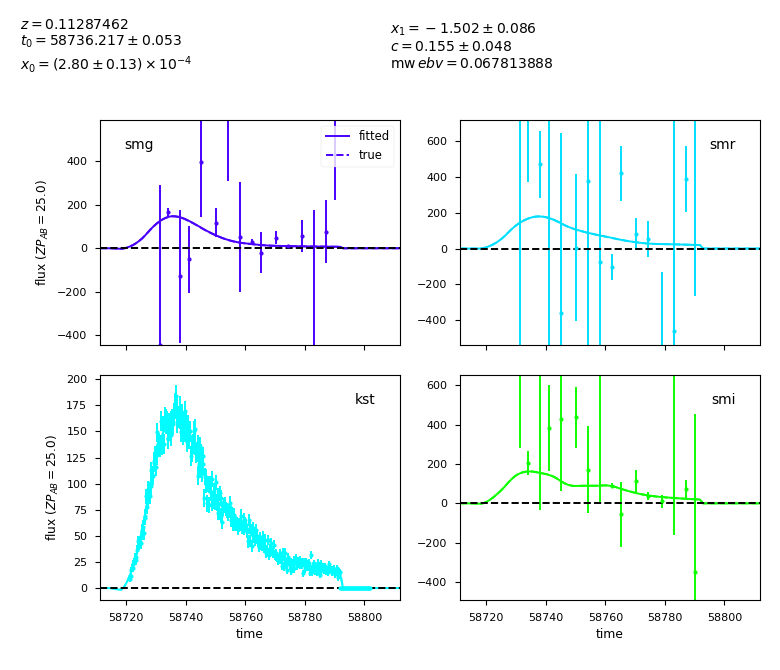 z = 0.11287462
t₀ = 58736.217 ± 0.053
x₀ = (2.80 ± 0.13) × 10⁻⁴
x₁ = −1.502 ± 0.086
c = 0.155 ± 0.048
mw ebv = 0.067813888
smg
fitted
true
flux (ZP_AB = 25.0)
400
200
0
−200
−400
smr
600
400
200
0
−200
−400
kst
flux (ZP_AB = 25.0)
200
175
150
125
100
75
50
25
0
58720 58740 58760 58780 58800
time
smi
600
400
200
0
−200
−400
58720 58740 58760 58780 58800
time